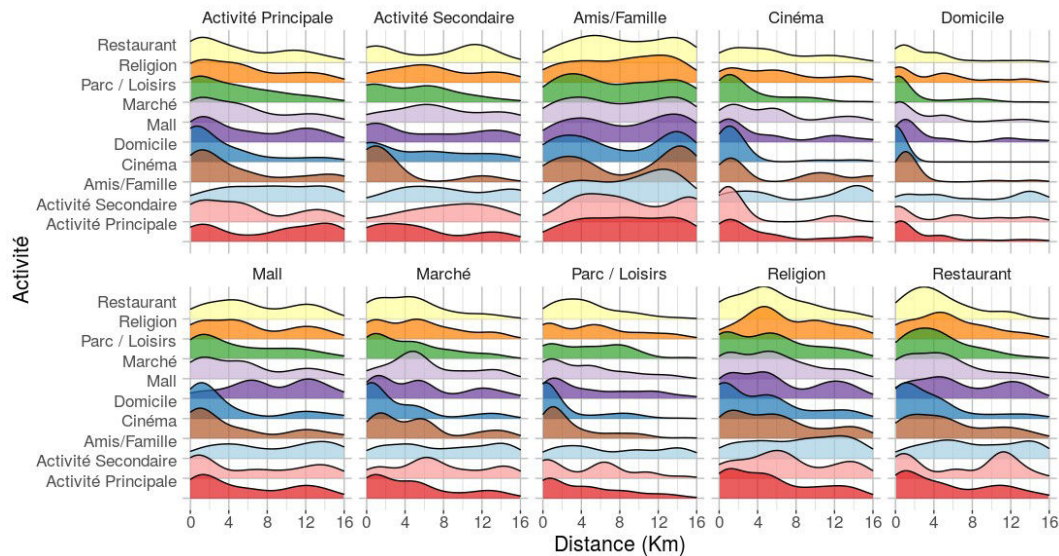 Activité Principale Activité Secondaire Amis/Famille Cinéma Domicile
Restaurant
Religion
Parc / Loisirs
Marché
Mall
Domicile
Cinéma
Amis/Famille
Activité Secondaire
Activité Principale
Activité
Mall Marché Parc / Loisirs Religion Restaurant
Restaurant
Religion
Parc / Loisirs
Marché
Mall
Domicile
Cinéma
Amis/Famille
Activité Secondaire
Activité Principale
0 4 8 12 16 0 4 8 12 16 0 4 8 12 16 0 4 8 12 16 0 4 8 12 16
Distance (Km)